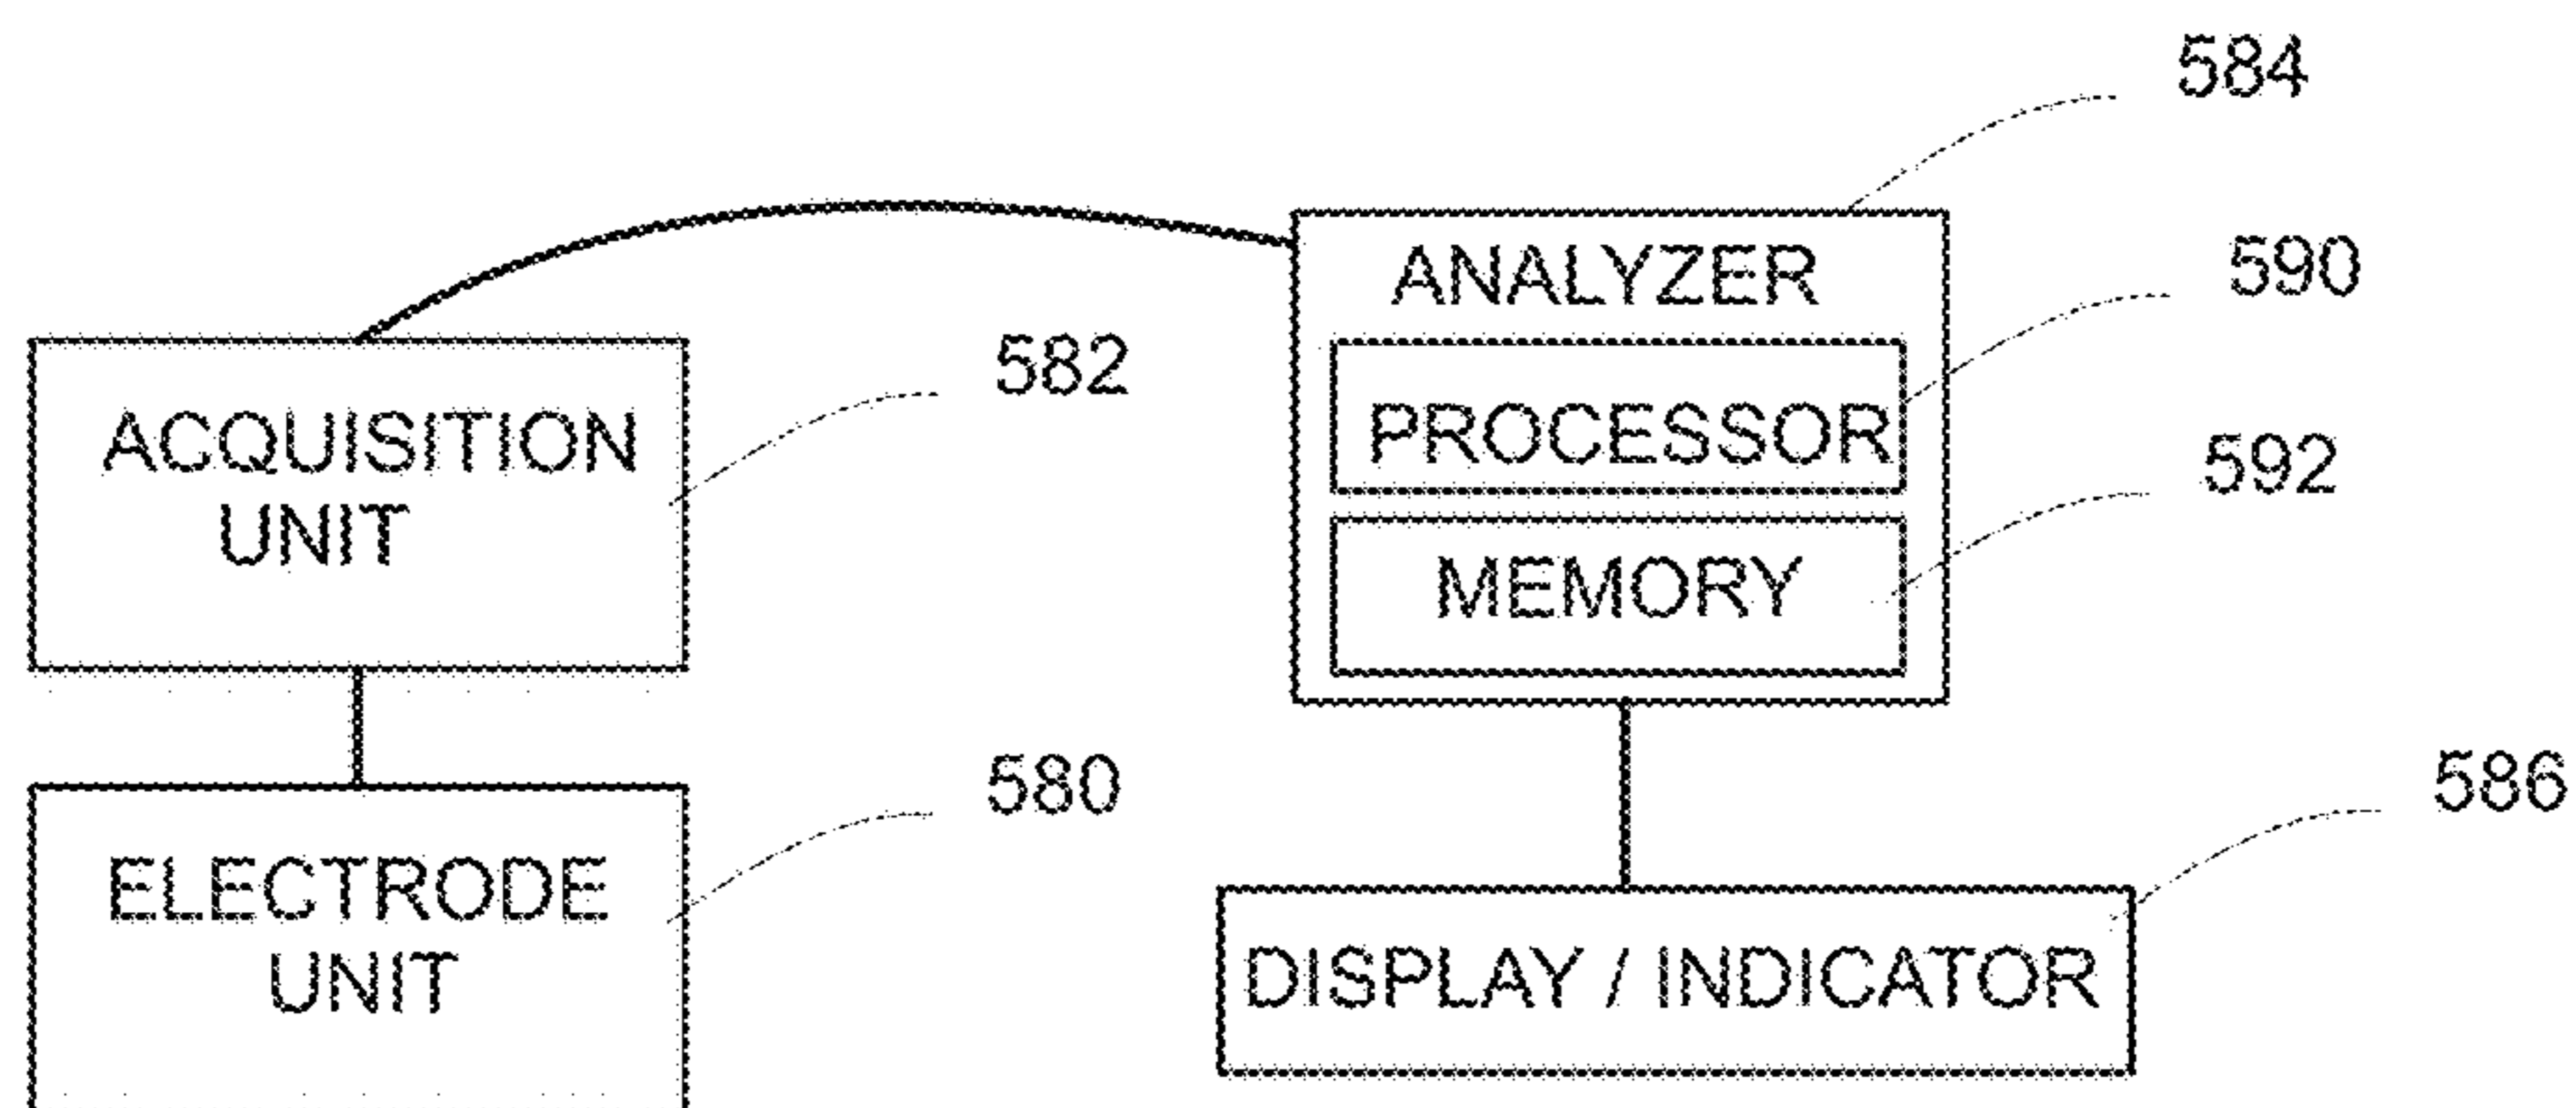 584
ANALYZER
590
PROCESSOR
592
MEMORY
582
ACQUISITION
UNIT
580
ELECTRODE
UNIT
586
DISPLAY / INDICATOR